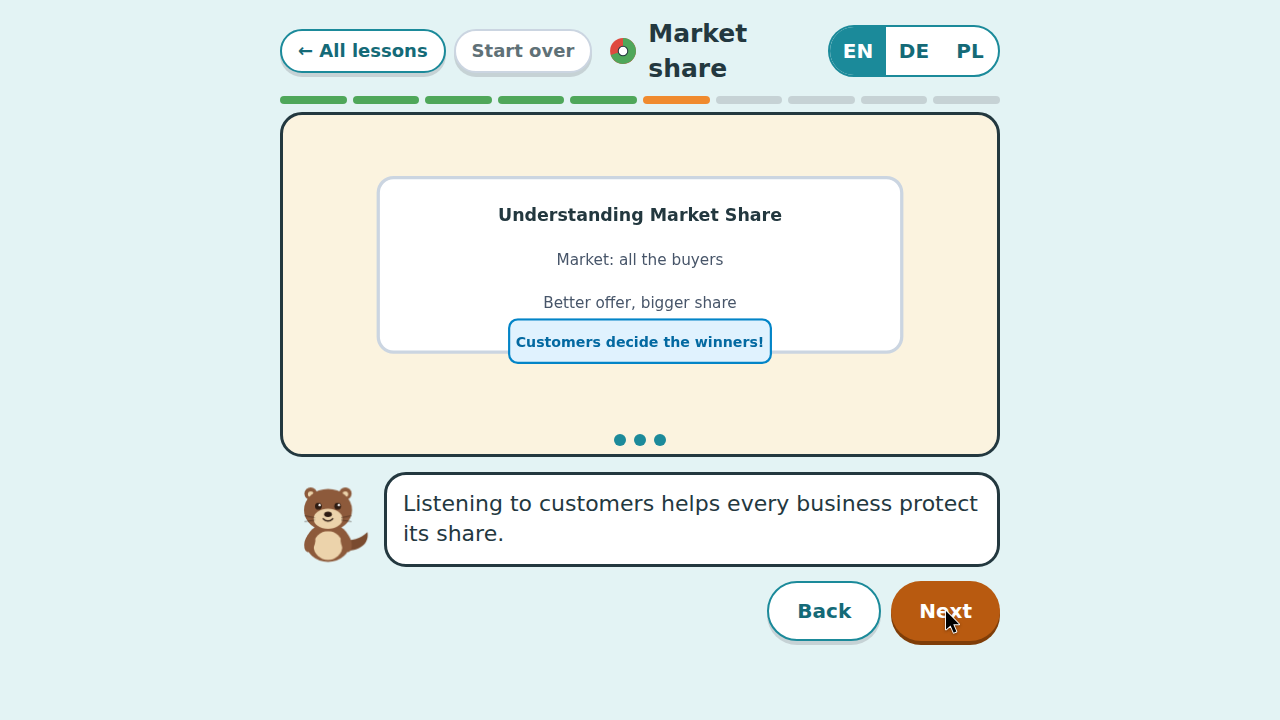 ← All lessons
Start over
Market
share
EN
DE
PL
Understanding Market Share
Market: all the buyers
Better offer, bigger share
Customers decide the winners!
Listening to customers helps every business protect
its share.
Back
Next